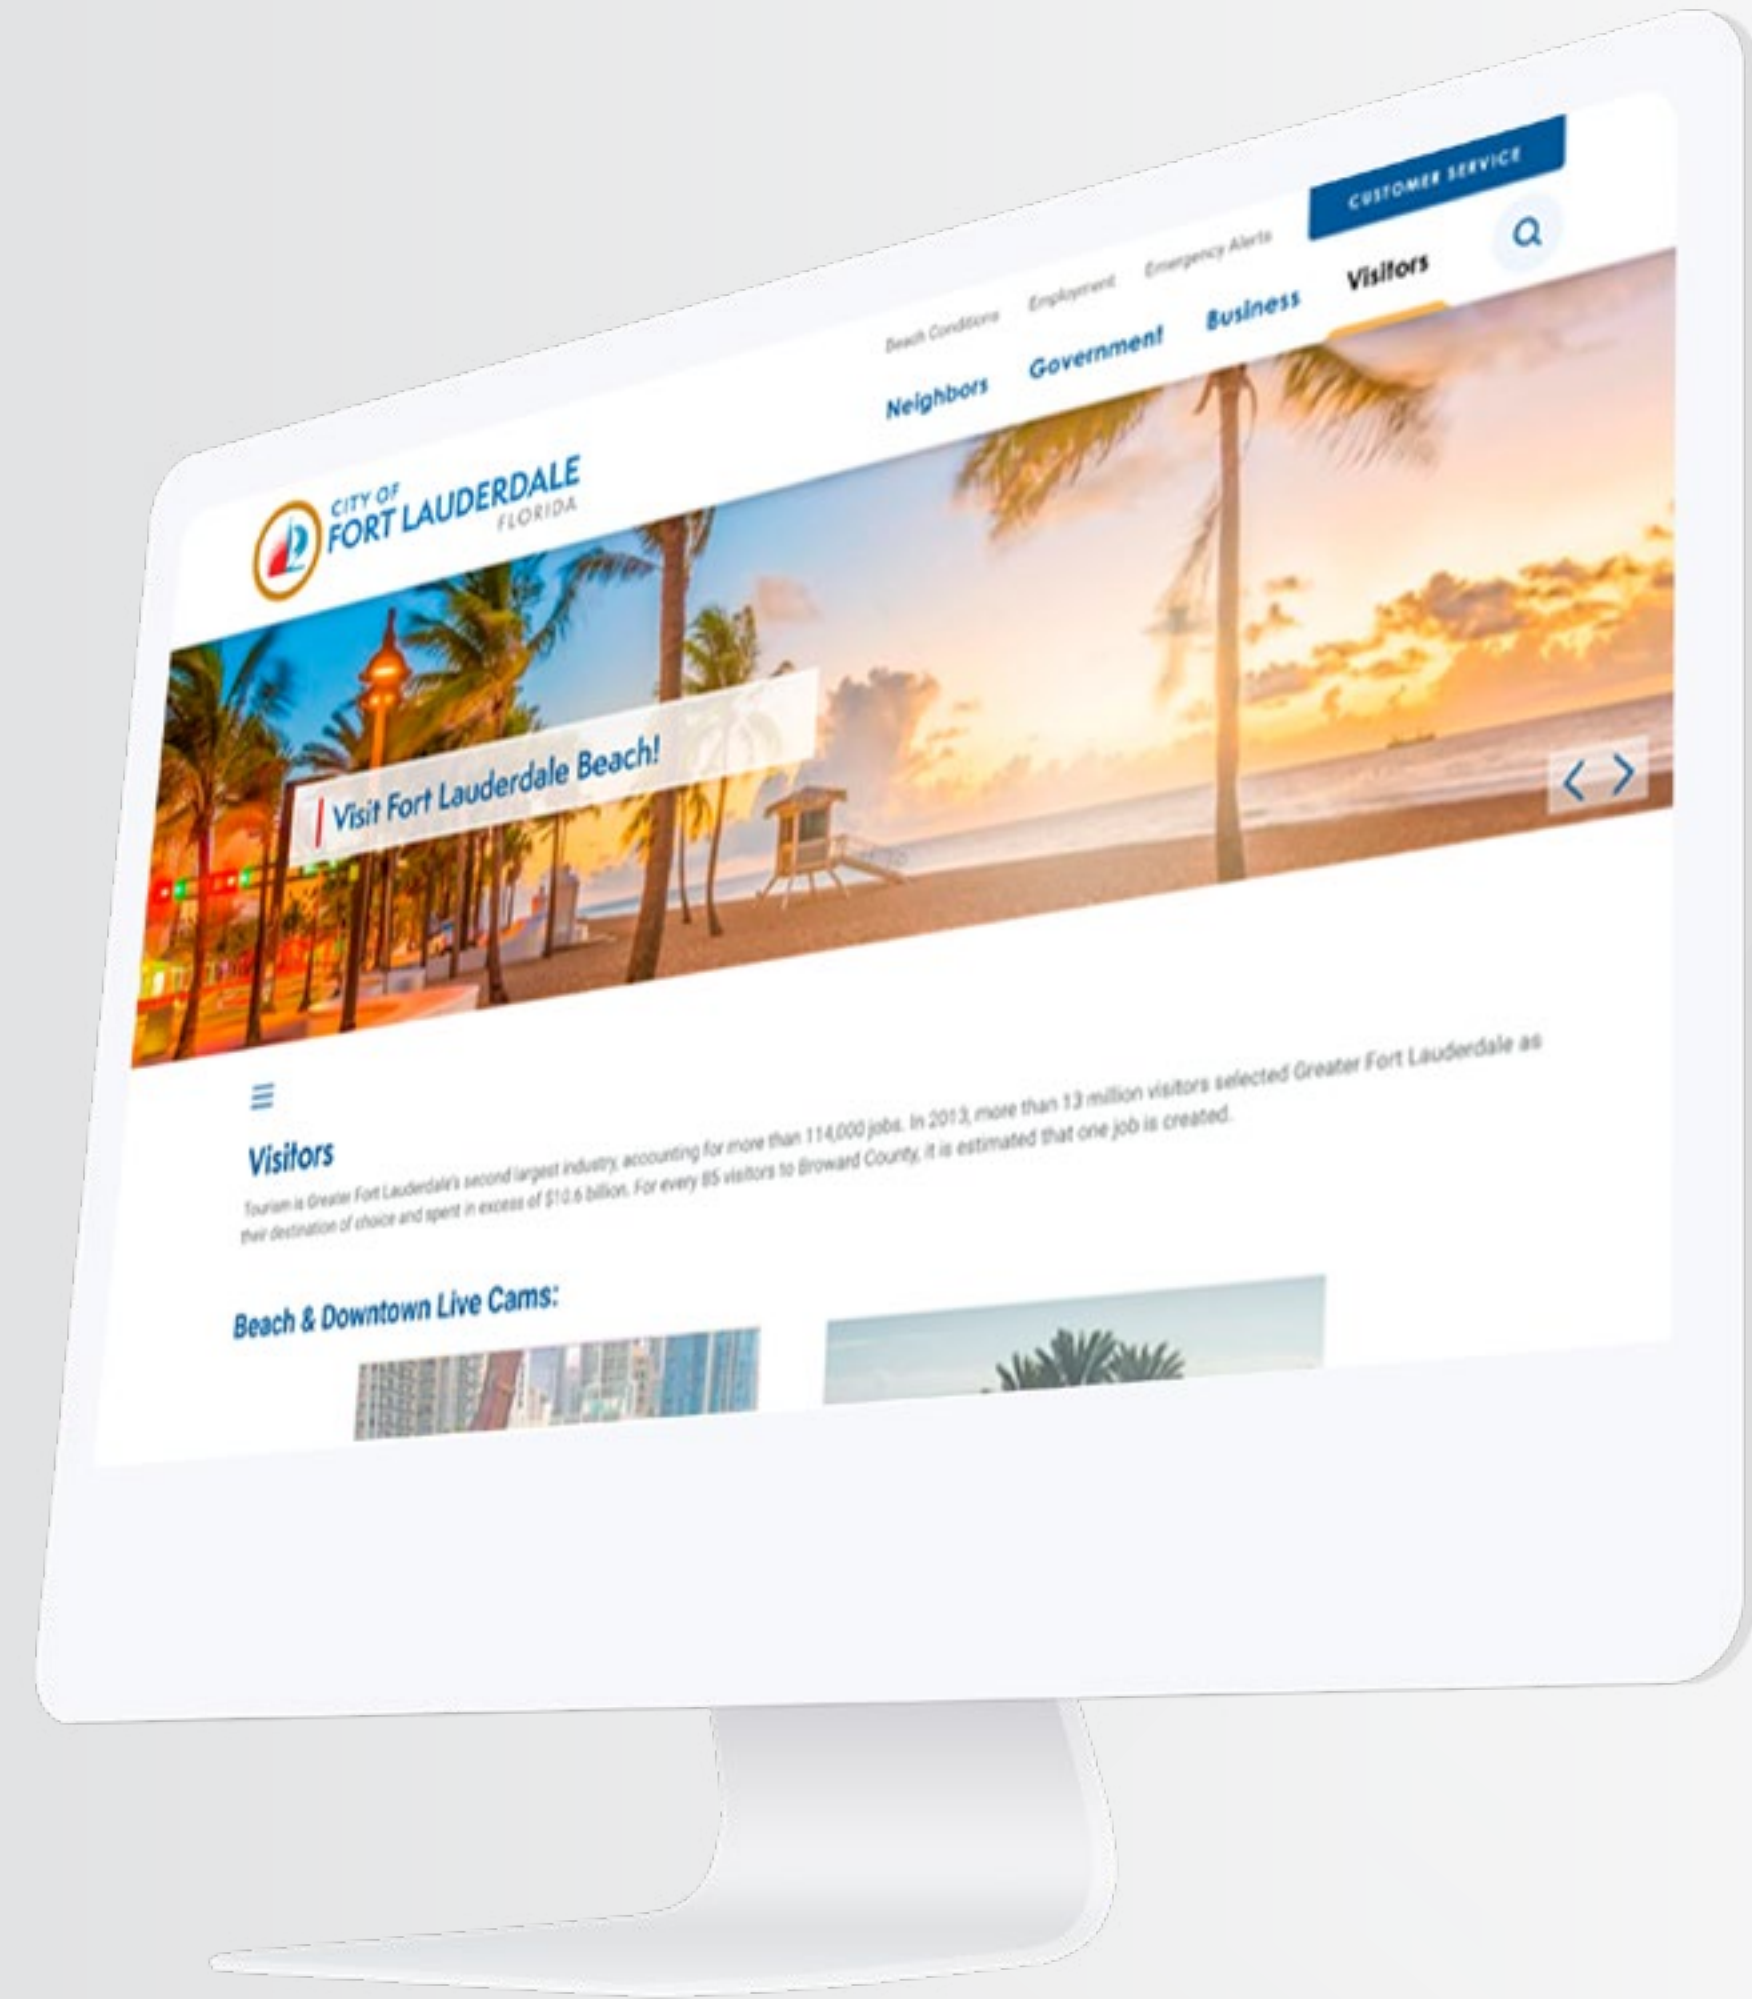 CUSTOMER SERVICE
Beach Conditions Employment Emergency Alerts
Neighbors Government Business Visitors
CITY OF
FORT LAUDERDALE
FLORIDA
Visit Fort Lauderdale Beach!
Visitors
Tourism is Greater Fort Lauderdale's second largest industry, accounting for more than 114,000 jobs. In 2013, more than 13 million visitors selected Greater Fort Lauderdale as
their destination of choice and spent in excess of $10.6 billion. For every 85 visitors to Broward County, it is estimated that one job is created.
Beach & Downtown Live Cams: